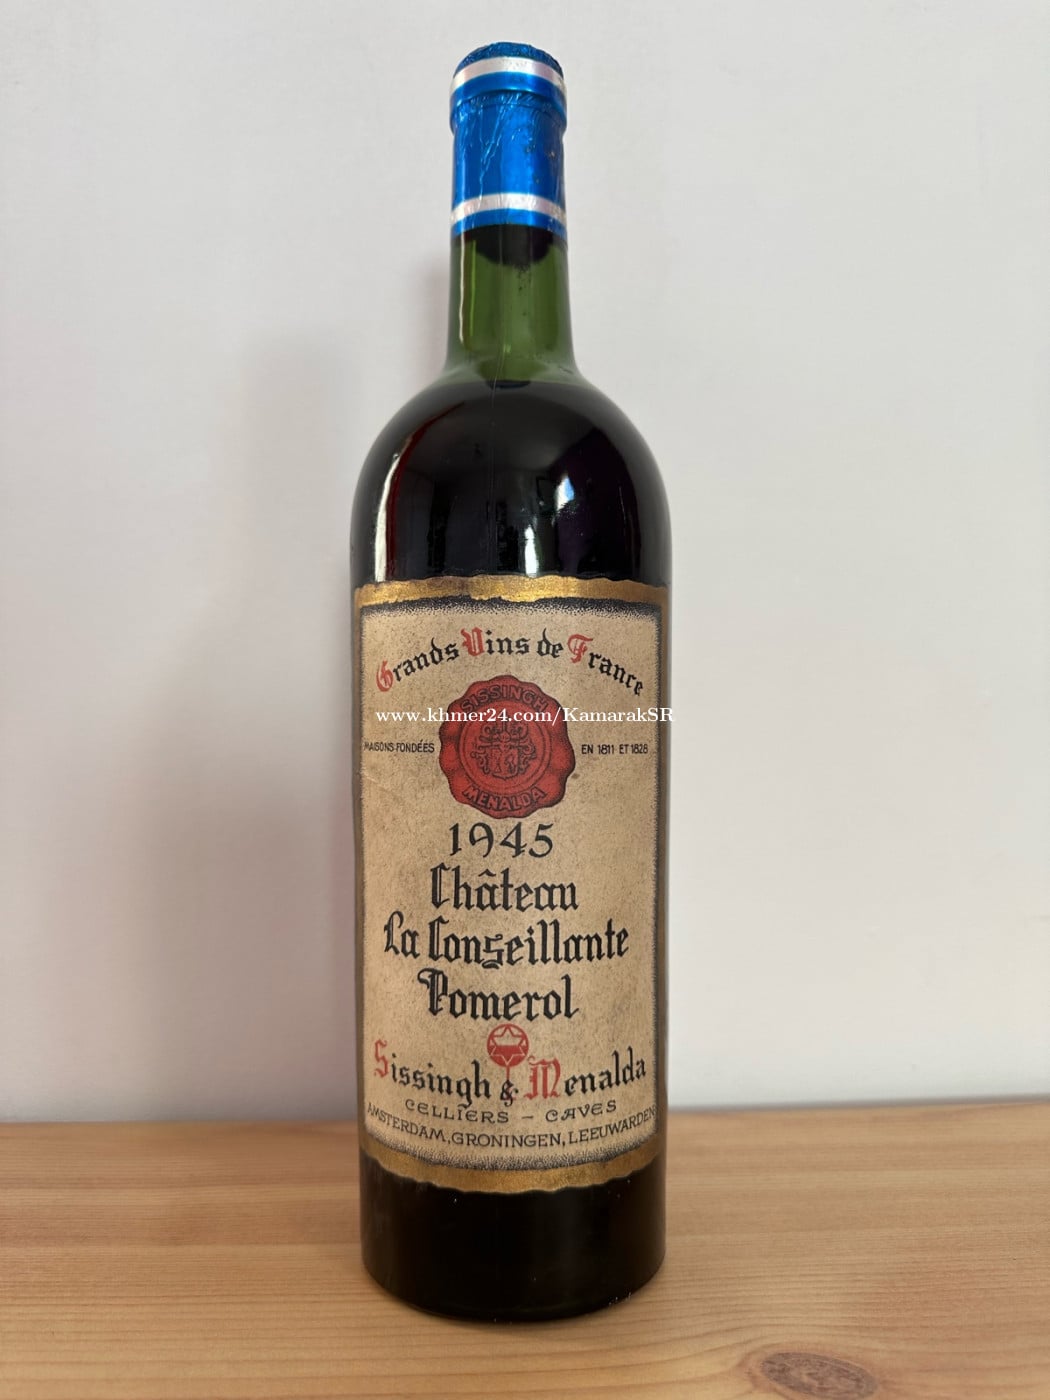 Grands Vins de France
SISSINGH
www.khmer24.com/KamarakSR
MAISONS FONDÉES EN 1811 ET 1828
MENALDA
1945
Château
La Conseillante
Pomerol
Sissingh & Menalda
CELLIERS - CAVES
AMSTERDAM, GRONINGEN, LEEUWARDEN